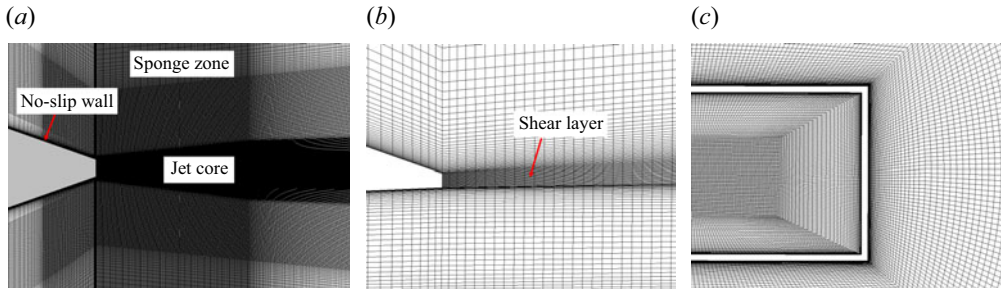 (a)
(b)
(c)
Sponge zone
No-slip wall
Shear layer
Jet core